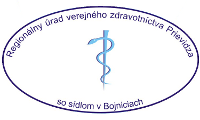 Regionálny úrad verejného zdravotníctva Prievidza
so sídlom v Bojniciach